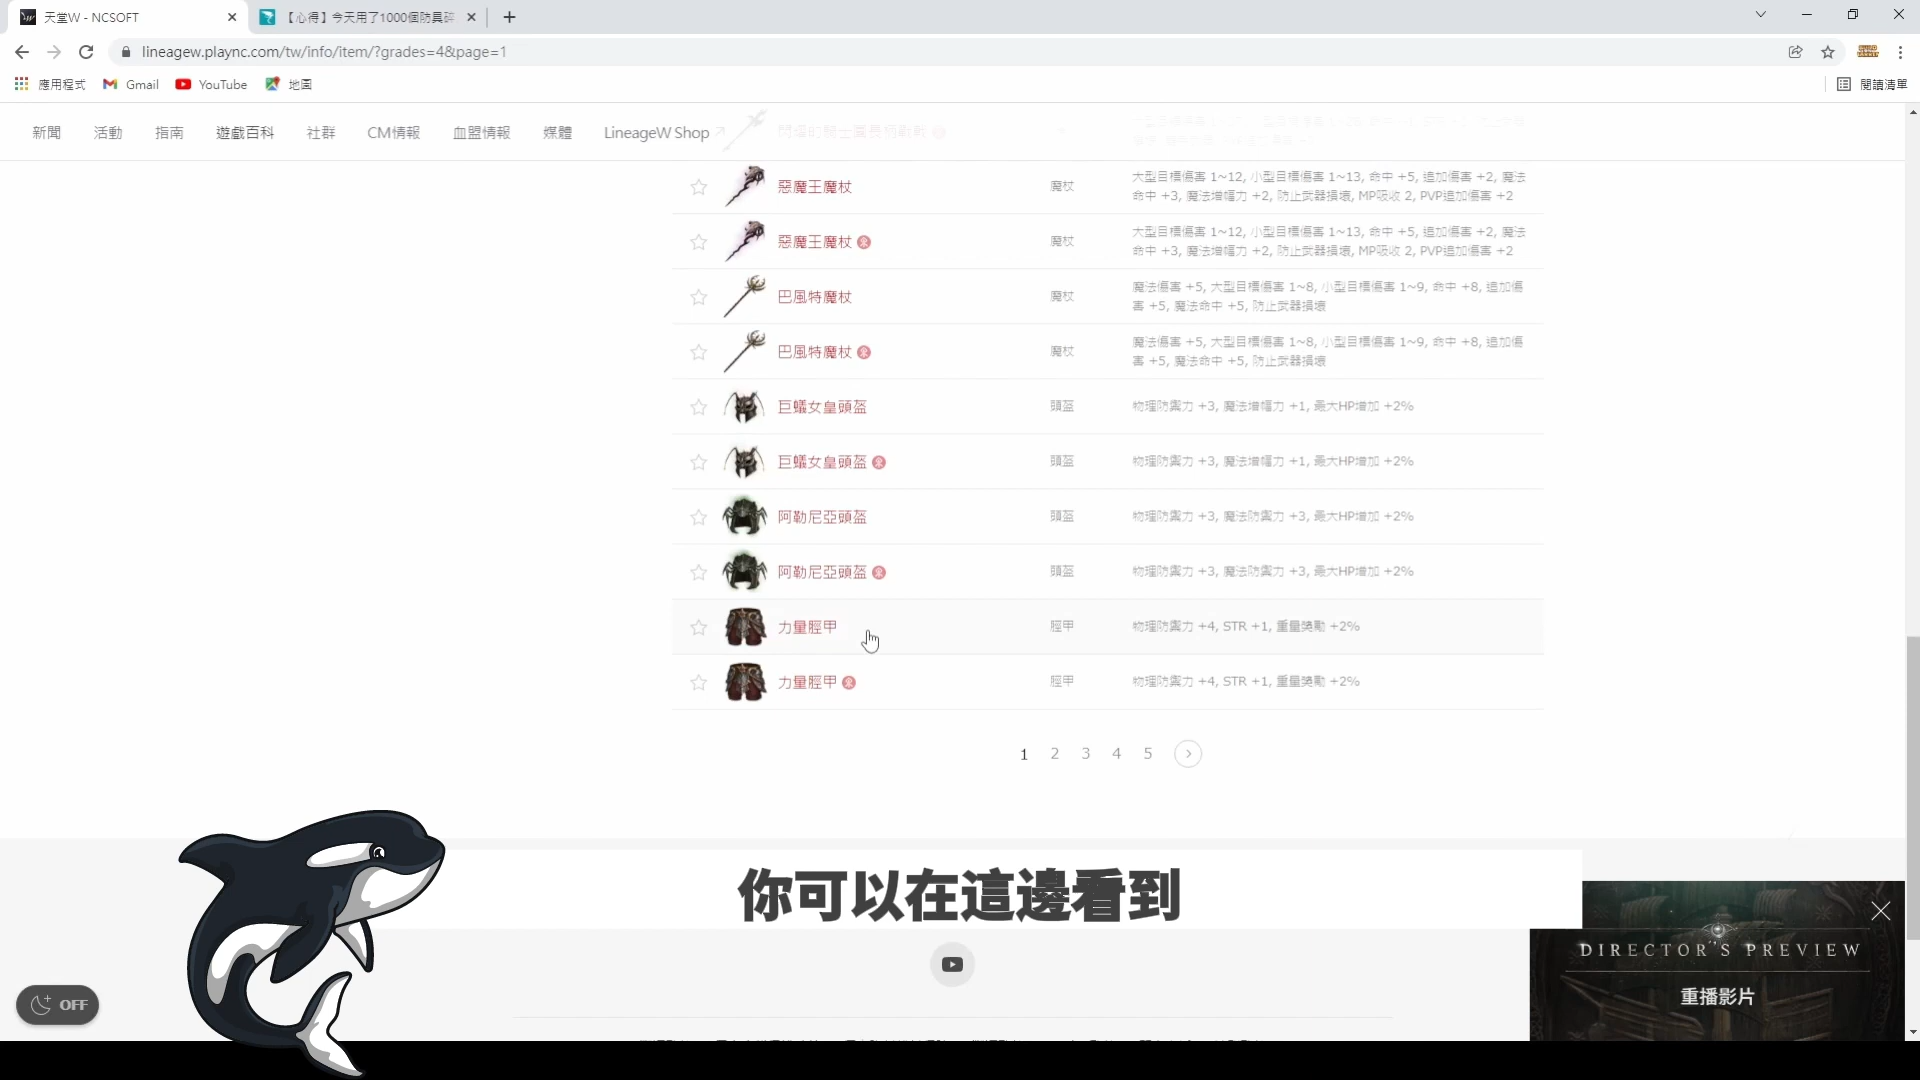 天堂W - NCSOFT
【心得】今天用了1000個防具碎
lineagew.plaync.com/tw/info/item/?grades=4&page=1
應用程式 Gmail YouTube 地圖 閱讀清單
新聞 活動 指南 遊戲百科 社群 CM情報 血盟情報 媒體 LineageW Shop
惡魔王魔杖 魔杖 大型目標傷害 1~12, 小型目標傷害 1~13, 命中 +5, 追加傷害 +2, 魔法
命中 +3, 魔法增幅力 +2, 防止武器損壞, MP吸收 2, PVP追加傷害 +2
惡魔王魔杖 魔杖 大型目標傷害 1~12, 小型目標傷害 1~13, 命中 +5, 追加傷害 +2, 魔法
命中 +3, 魔法增幅力 +2, 防止武器損壞, MP吸收 2, PVP追加傷害 +2
巴風特魔杖 魔杖 魔法傷害 +5, 大型目標傷害 1~8, 小型目標傷害 1~9, 命中 +8, 追加傷
害 +5, 魔法命中 +5, 防止武器損壞
巴風特魔杖 魔杖 魔法傷害 +5, 大型目標傷害 1~8, 小型目標傷害 1~9, 命中 +8, 追加傷
害 +5, 魔法命中 +5, 防止武器損壞
巨蟻女皇頭盔 頭盔 物理防禦力 +3, 魔法增幅力 +1, 最大HP增加 +2%
巨蟻女皇頭盔 頭盔 物理防禦力 +3, 魔法增幅力 +1, 最大HP增加 +2%
阿勒尼亞頭盔 頭盔 物理防禦力 +3, 魔法防禦力 +3, 最大HP增加 +2%
阿勒尼亞頭盔 頭盔 物理防禦力 +3, 魔法防禦力 +3, 最大HP增加 +2%
力量脛甲 脛甲 物理防禦力 +4, STR +1, 重量獎勵 +2%
力量脛甲 脛甲 物理防禦力 +4, STR +1, 重量獎勵 +2%
1 2 3 4 5
你可以在這邊看到
DIRECTOR'S PREVIEW
重播影片
OFF